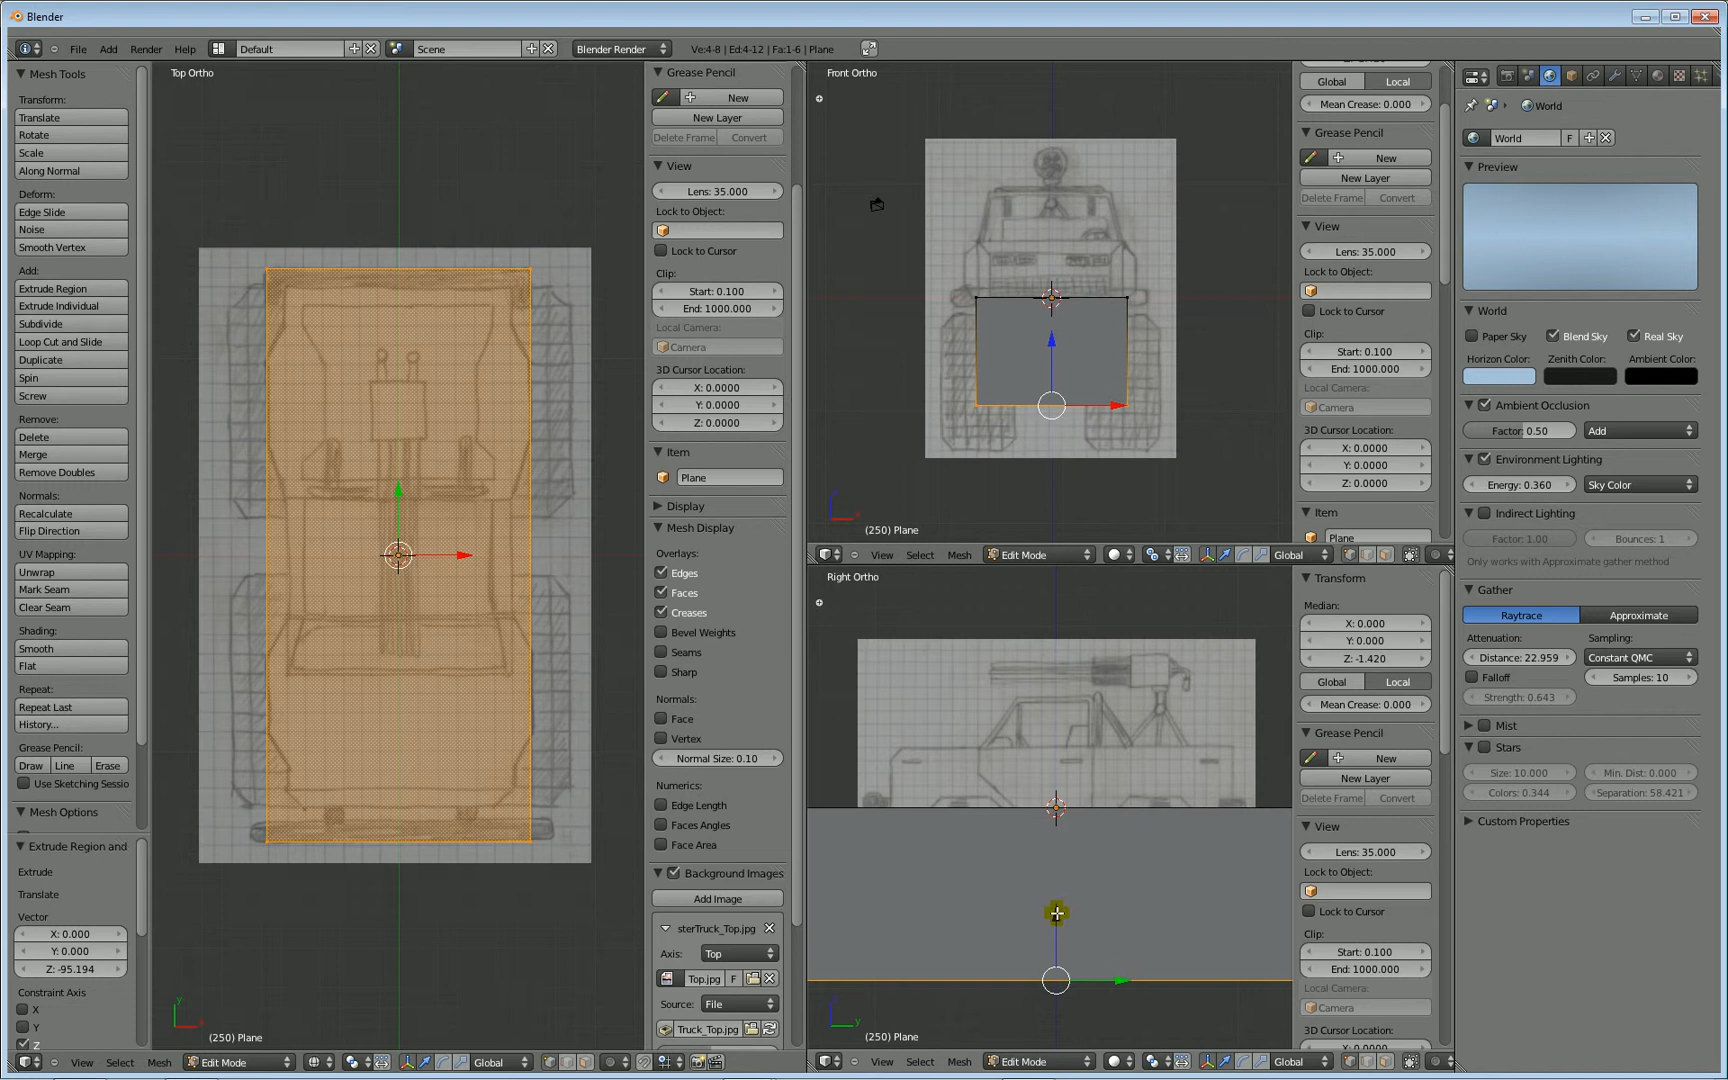 Blender
File Add Render Help Default Scene Blender Render Ve:4-8 | Ed:4-12 | Fa:1-6 | Plane
Mesh Tools
Transform:
Translate
Rotate
Scale
Along Normal
Deform:
Edge Slide
Noise
Smooth Vertex
Add:
Extrude Region
Extrude Individual
Subdivide
Loop Cut and Slide
Duplicate
Spin
Screw
Remove:
Delete
Merge
Remove Doubles
Normals:
Recalculate
Flip Direction
UV Mapping:
Unwrap
Mark Seam
Clear Seam
Shading:
Smooth
Flat
Repeat:
Repeat Last
History...
Grease Pencil:
Draw Line Erase
Use Sketching Sessio
Mesh Options
Extrude Region and
Extrude
Translate
Vector
X: 0.000
Y: 0.000
Z: -95.194
Constraint Axis
X
Y
Z
Top Ortho
(250) Plane
View Select Mesh Edit Mode Global
Grease Pencil
New
New Layer
Delete Frame Convert
View
Lens: 35.000
Lock to Object:
Lock to Cursor
Clip:
Start: 0.100
End: 1000.000
Local Camera:
Camera
3D Cursor Location:
X: 0.0000
Y: 0.0000
Z: 0.0000
Item
Plane
Display
Mesh Display
Overlays:
Edges
Faces
Creases
Bevel Weights
Seams
Sharp
Normals:
Face
Vertex
Normal Size: 0.10
Numerics:
Edge Length
Faces Angles
Face Area
Background Images
Add Image
sterTruck_Top.jpg
Axis: Top
Top.jpg F
Source: File
Truck_Top.jpg
Front Ortho
(250) Plane
View Select Mesh Edit Mode Global
Global Local
Mean Crease: 0.000
Grease Pencil
New
New Layer
Delete Frame Convert
View
Lens: 35.000
Lock to Object:
Lock to Cursor
Clip:
Start: 0.100
End: 1000.000
Local Camera:
Camera
3D Cursor Location:
X: 0.0000
Y: 0.0000
Z: 0.0000
Item
Plane
Right Ortho
(250) Plane
View Select Mesh Edit Mode Global
Transform
Median:
X: 0.000
Y: 0.000
Z: -1.420
Global Local
Mean Crease: 0.000
Grease Pencil
New
New Layer
Delete Frame Convert
View
Lens: 35.000
Lock to Object:
Lock to Cursor
Clip:
Start: 0.100
End: 1000.000
Local Camera:
Camera
3D Cursor Location:
X: 0.0000
World
World F
Preview
World
Paper Sky Blend Sky Real Sky
Horizon Color: Zenith Color: Ambient Color:
Ambient Occlusion
Factor: 0.50 Add
Environment Lighting
Energy: 0.360 Sky Color
Indirect Lighting
Factor: 1.00 Bounces: 1
Only works with Approximate gather method
Gather
Raytrace Approximate
Attenuation: Sampling:
Distance: 22.959 Constant QMC
Falloff Samples: 10
Strength: 0.643
Mist
Stars
Size: 10.000 Min. Dist: 0.000
Colors: 0.344 Separation: 58.421
Custom Properties